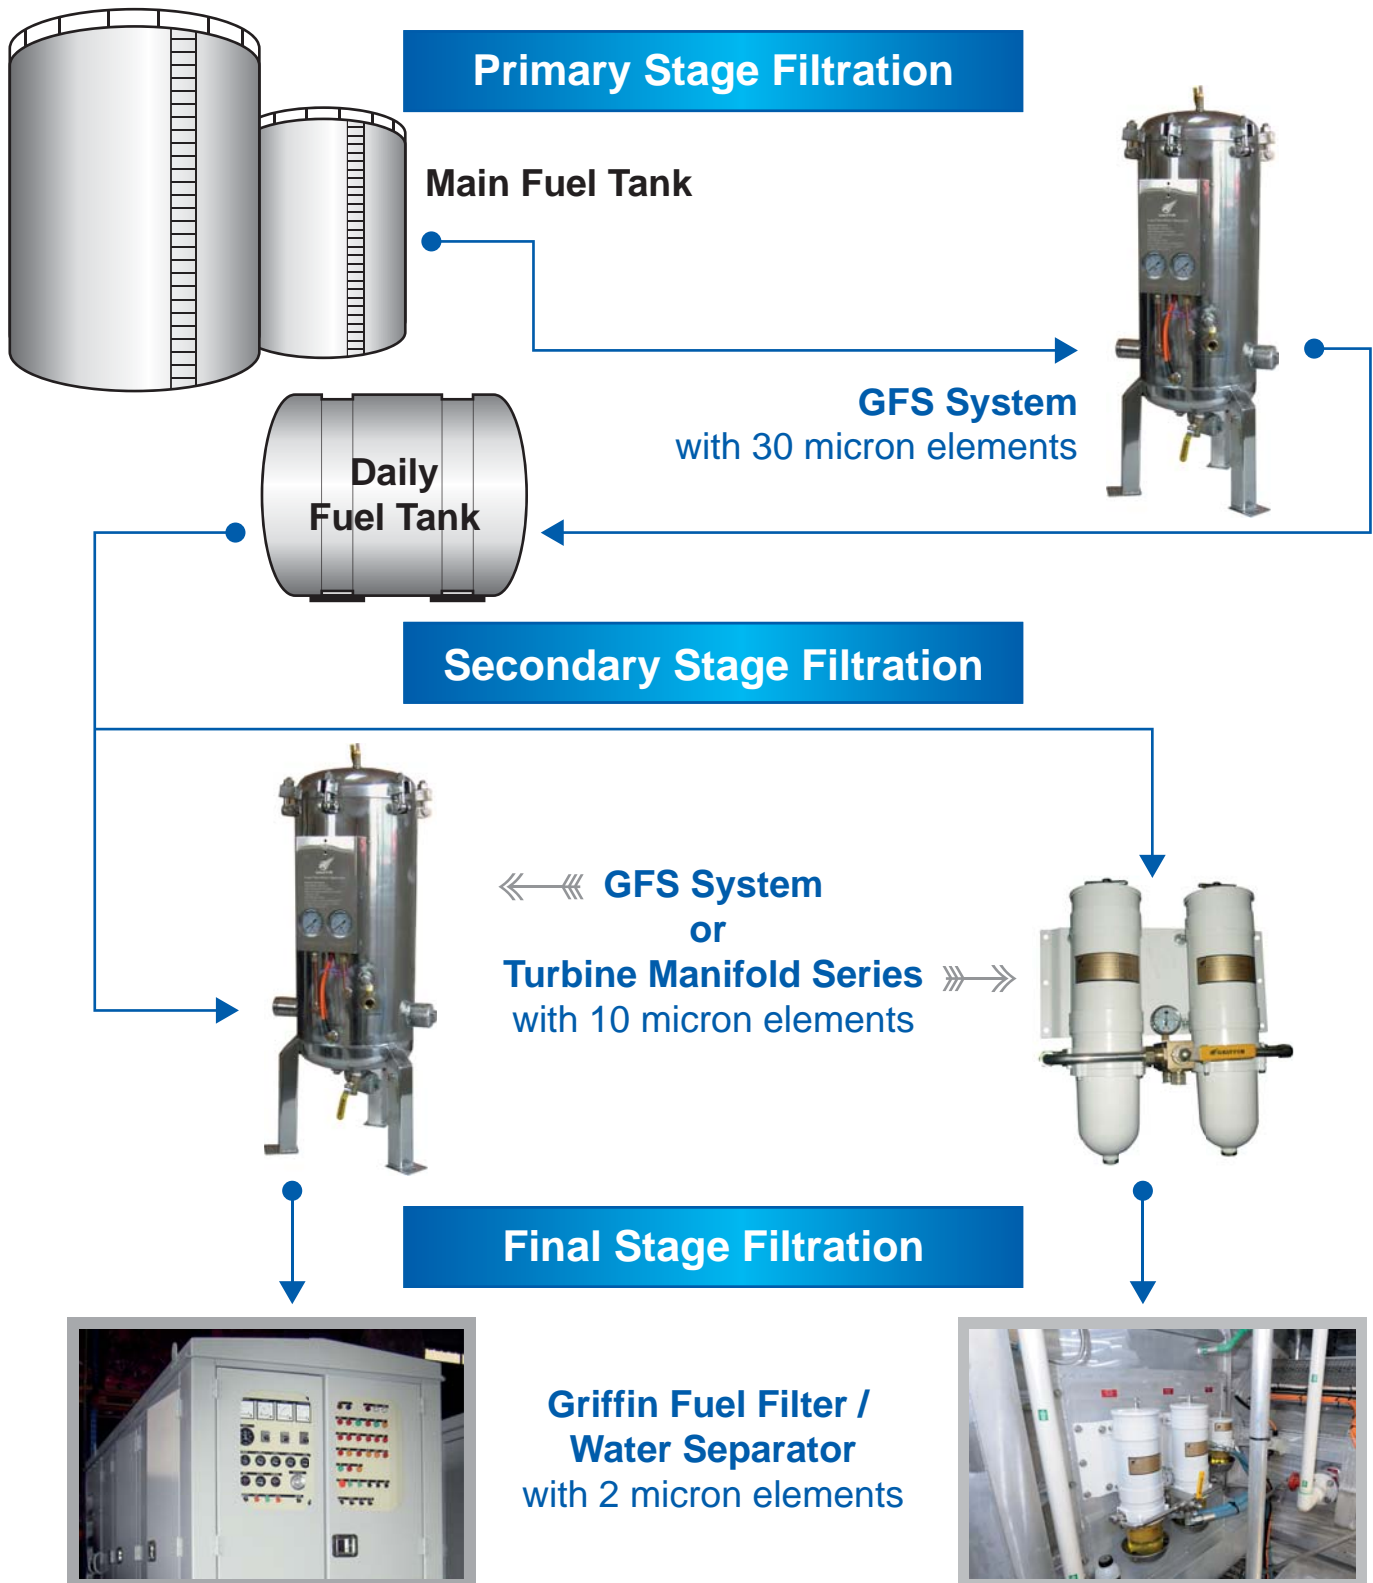 Primary Stage Filtration
Main Fuel Tank
GFS System
with 30 micron elements
Daily
Fuel Tank
Secondary Stage Filtration
GFS System
or
Turbine Manifold Series
with 10 micron elements
Final Stage Filtration
Griffin Fuel Filter /
Water Separator
with 2 micron elements